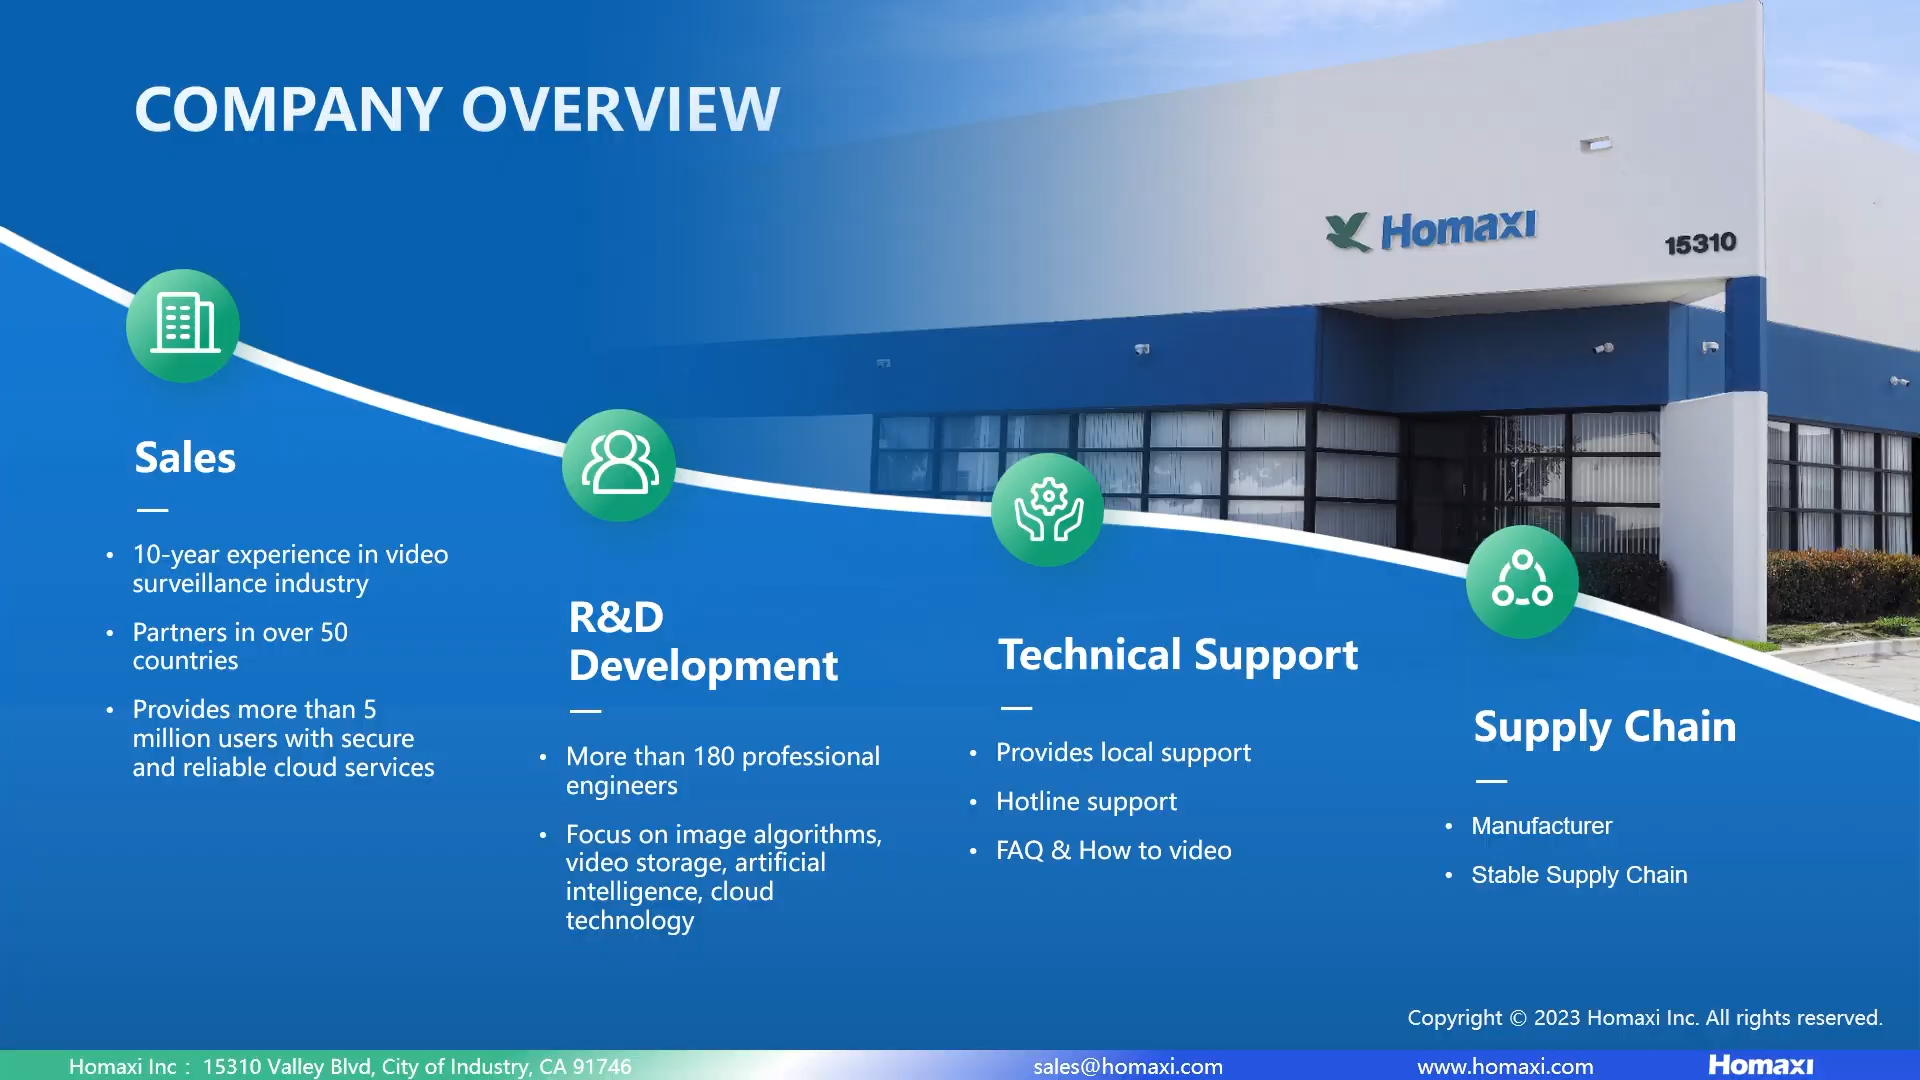 COMPANY OVERVIEW
Homaxi
15310
Sales
• 10-year experience in video
surveillance industry
• Partners in over 50
countries
• Provides more than 5
million users with secure
and reliable cloud services
R&D
Development
• More than 180 professional
engineers
• Focus on image algorithms,
video storage, artificial
intelligence, cloud
technology
Technical Support
• Provides local support
• Hotline support
• FAQ & How to video
Supply Chain
• Manufacturer
• Stable Supply Chain
Copyright © 2023 Homaxi Inc. All rights reserved.
Homaxi Inc : 15310 Valley Blvd, City of Industry, CA 91746
sales@homaxi.com
www.homaxi.com
Homaxi